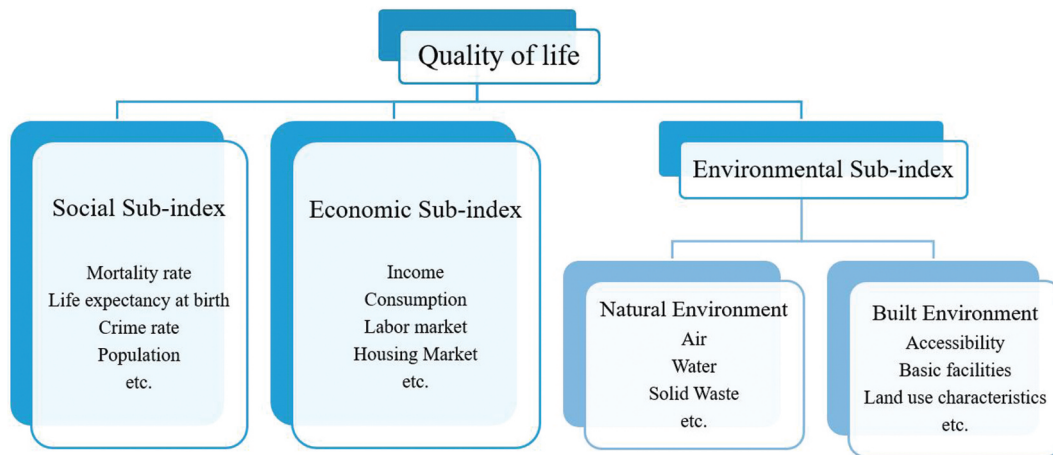 Quality of life
Social Sub-index
Mortality rate
Life expectancy at birth
Crime rate
Population
etc.
Economic Sub-index
Income
Consumption
Labor market
Housing Market
etc.
Environmental Sub-index
Natural Environment
Air
Water
Solid Waste
etc.
Built Environment
Accessibility
Basic facilities
Land use characteristics
etc.